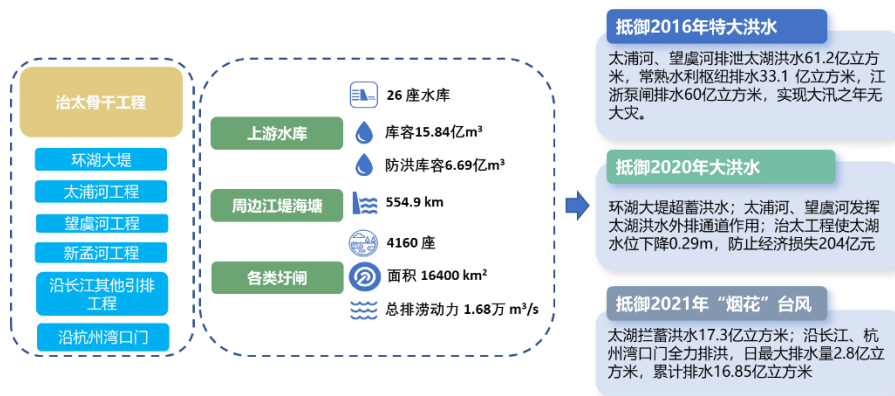 治太骨干工程
环湖大堤
太浦河工程
望虞河工程
新孟河工程
沿长江其他引排
工程
沿杭州湾口门
26 座水库
上游水库
库容15.84亿m³
防洪库容6.69亿m³
周边江堤海塘
554.9 km
4160 座
各类圩闸
面积 16400 km²
总排涝动力 1.68万 m³/s
抵御2016年特大洪水
太浦河、望虞河排泄太湖洪水61.2亿立方
米，常熟水利枢纽排水33.1 亿立方米，江
浙泵闸排水60亿立方米，实现大汛之年无
大灾。
抵御2020年大洪水
环湖大堤超蓄洪水；太浦河、望虞河发挥
太湖洪水外排通道作用；治太工程使太湖
水位下降0.29m，防止经济损失204亿元
抵御2021年“烟花”台风
太湖拦蓄洪水17.3亿立方米；沿长江、杭
州湾口门全力排洪，日最大排水量2.8亿立
方米，累计排水16.85亿立方米